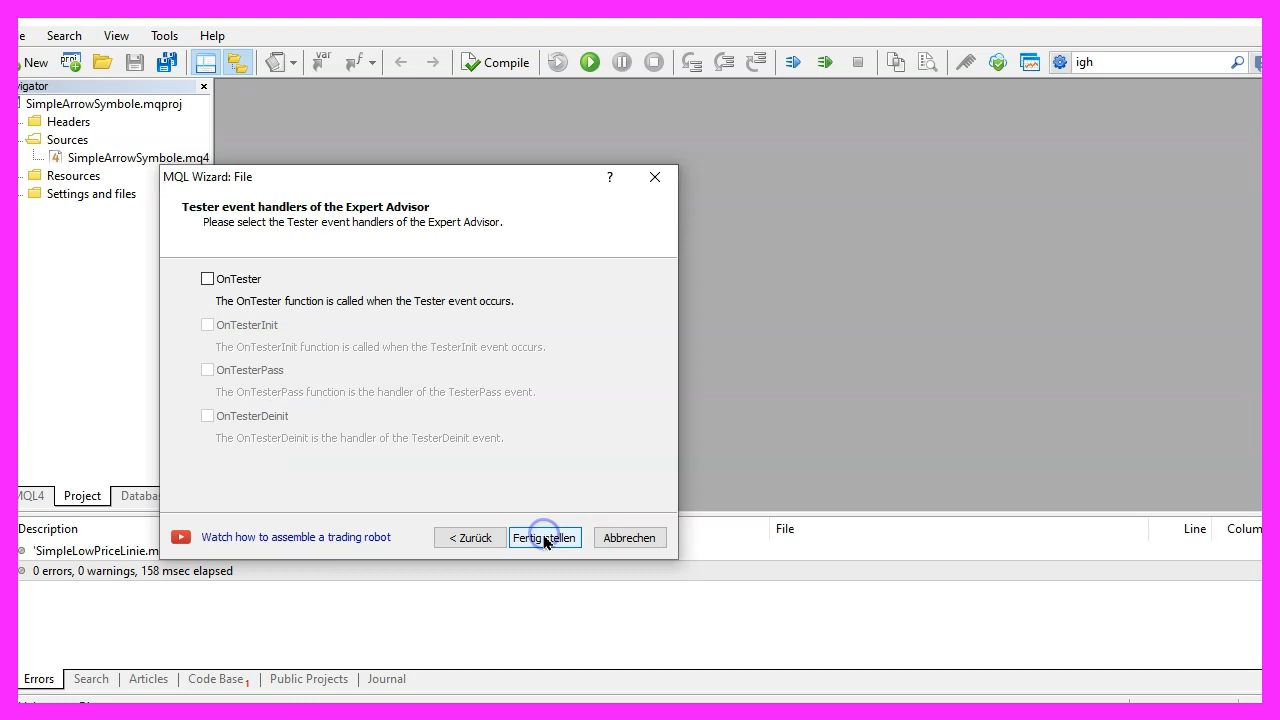 Search View Tools Help
New Compile igh
vigator
SimpleArrowSymbole.mqproj
Headers
Sources
SimpleArrowSymbole.mq4
Resources
Settings and files
MQL Wizard: File ?
Tester event handlers of the Expert Advisor
Please select the Tester event handlers of the Expert Advisor.
OnTester
The OnTester function is called when the Tester event occurs.
OnTesterInit
The OnTesterInit function is called when the TesterInit event occurs.
OnTesterPass
The OnTesterPass function is the handler of the TesterPass event.
OnTesterDeinit
The OnTesterDeinit is the handler of the TesterDeinit event.
MQL4 Project Databa
Watch how to assemble a trading robot < Zurück Fertig stellen Abbrechen
Description File Line Colum
'SimpleLowPriceLinie.m
0 errors, 0 warnings, 158 msec elapsed
Errors Search Articles Code Base 1 Public Projects Journal